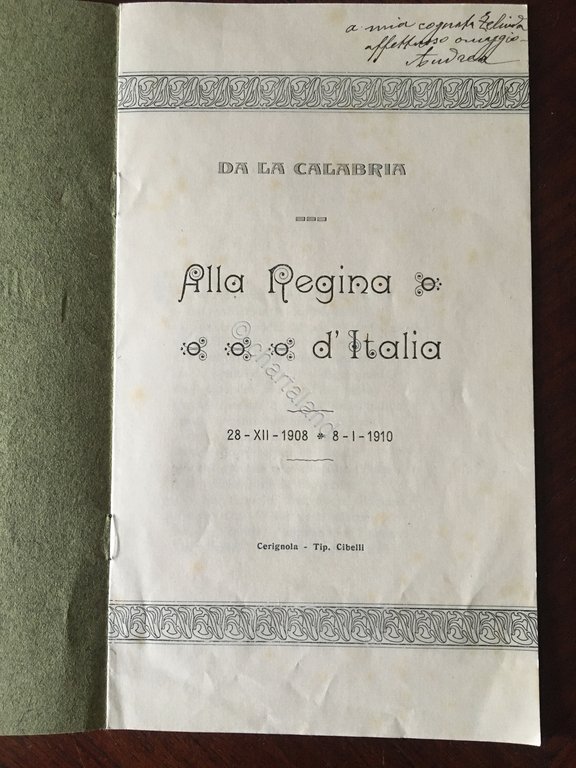 a mia cognata Zelinda
affettuoso omaggio-
Andrea
DA LA CALABRIA
Alla Regina
d'Italia
28-XII-1908 * 8-I-1910
Cerignola - Tip. Cibelli